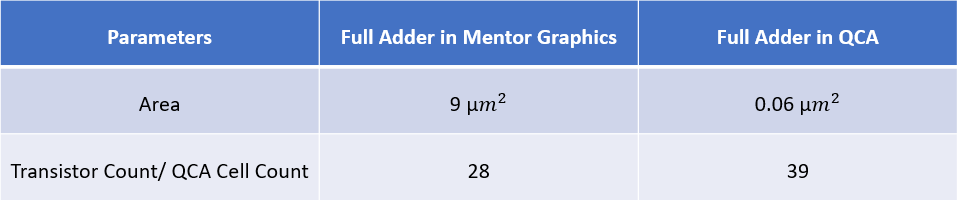 Parameters Full Adder in Mentor Graphics Full Adder in QCA
Area 9 μm² 0.06 μm²
Transistor Count/ QCA Cell Count 28 39